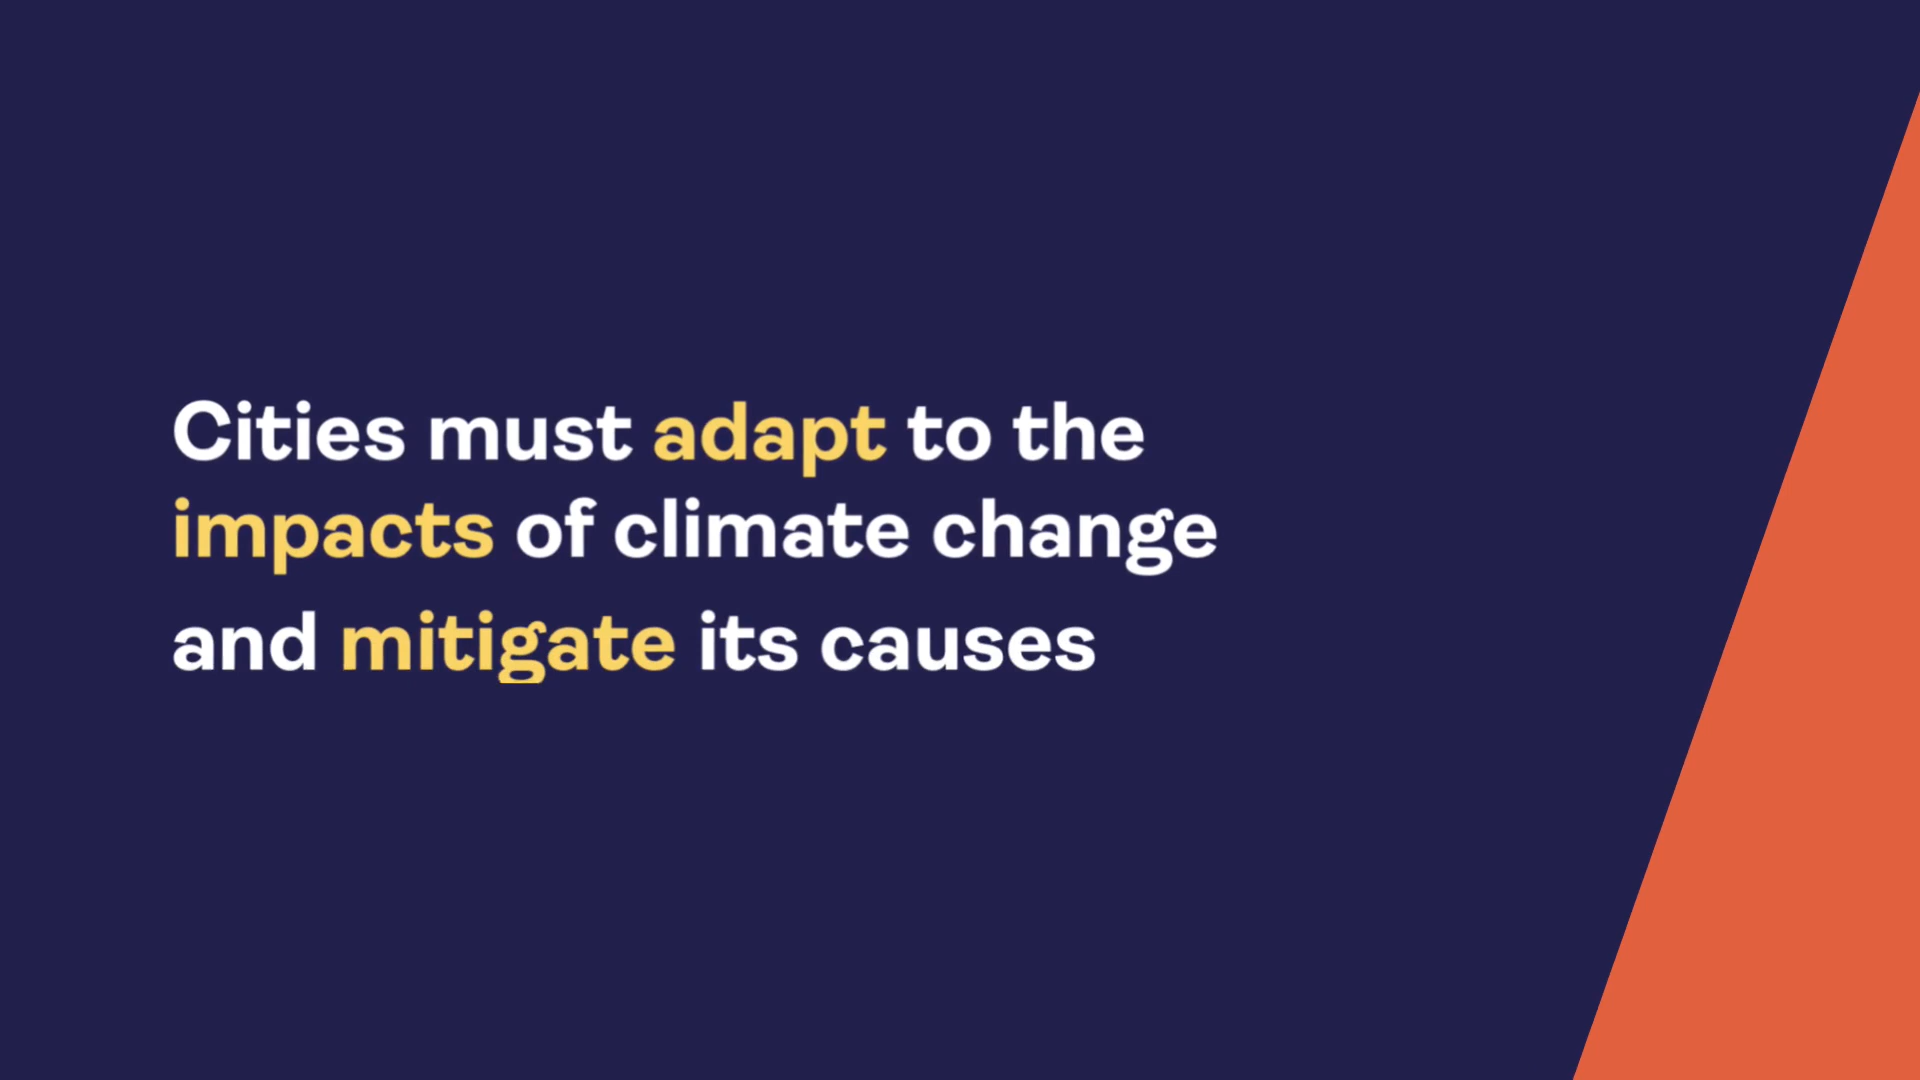 Cities must adapt to the
impacts of climate change
and mitigate its causes